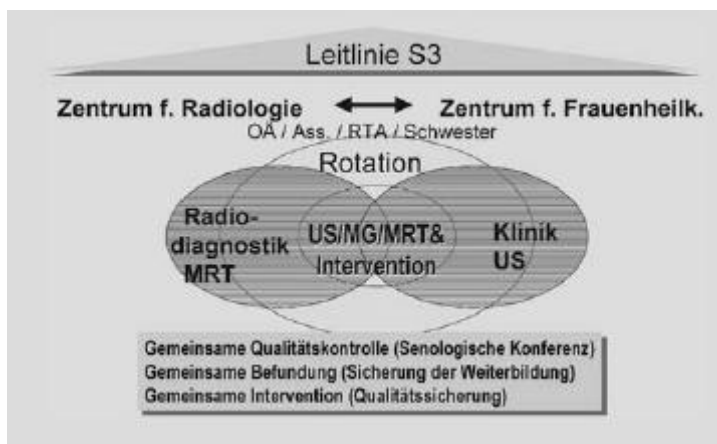 Leitlinie S3
Zentrum f. Radiologie
Zentrum f. Frauenheilk.
OÄ / Ass. / RTA / Schwester
Rotation
Radio-
diagnostik
MRT
US/MG/MRT&
Intervention
Klinik
US
Gemeinsame Qualitätskontrolle (Senologische Konferenz)
Gemeinsame Befundung (Sicherung der Weiterbildung)
Gemeinsame Intervention (Qualitätssicherung)